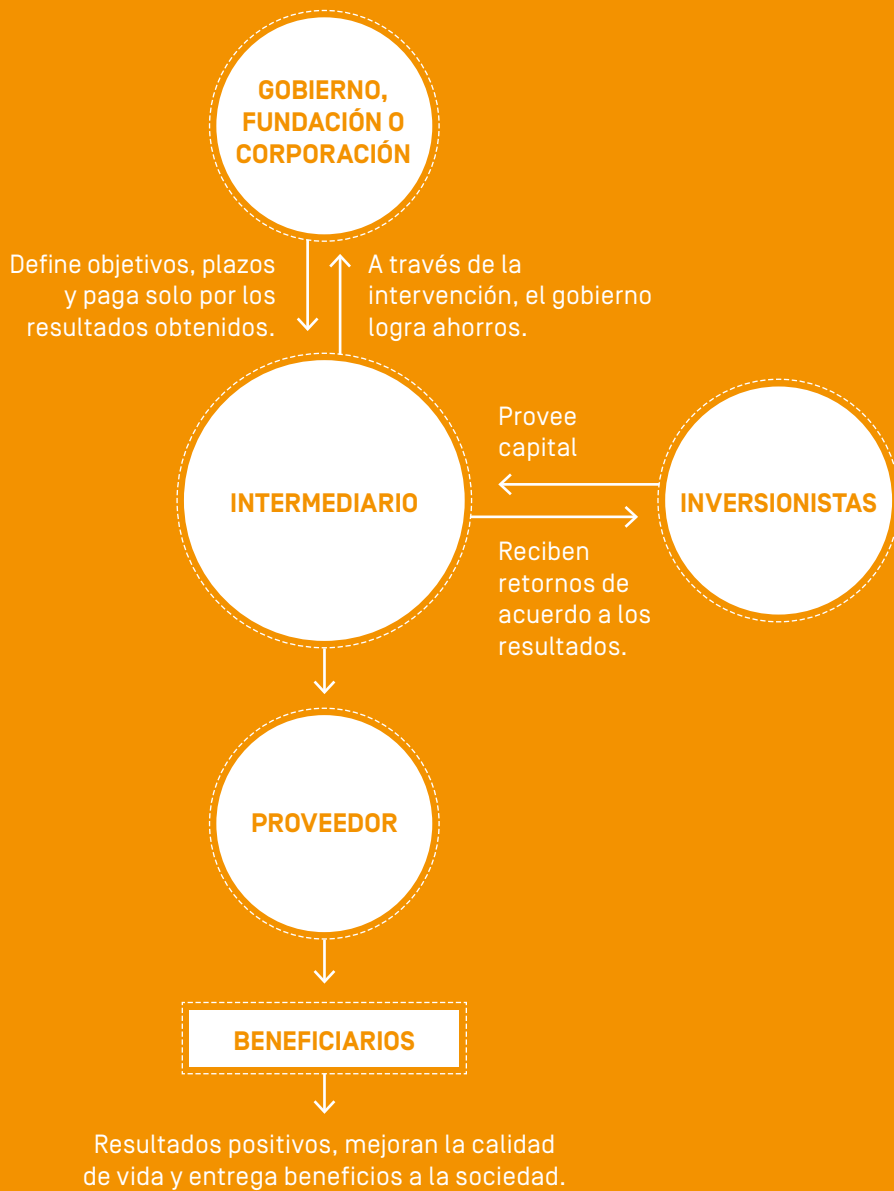 GOBIERNO,
FUNDACIÓN O
CORPORACIÓN
Define objetivos, plazos
y paga solo por los
resultados obtenidos.
A través de la
intervención, el gobierno
logra ahorros.
INTERMEDIARIO
Provee
capital
Reciben
retornos de
acuerdo a los
resultados.
INVERSIONISTAS
PROVEEDOR
BENEFICIARIOS
Resultados positivos, mejoran la calidad
de vida y entrega beneficios a la sociedad.